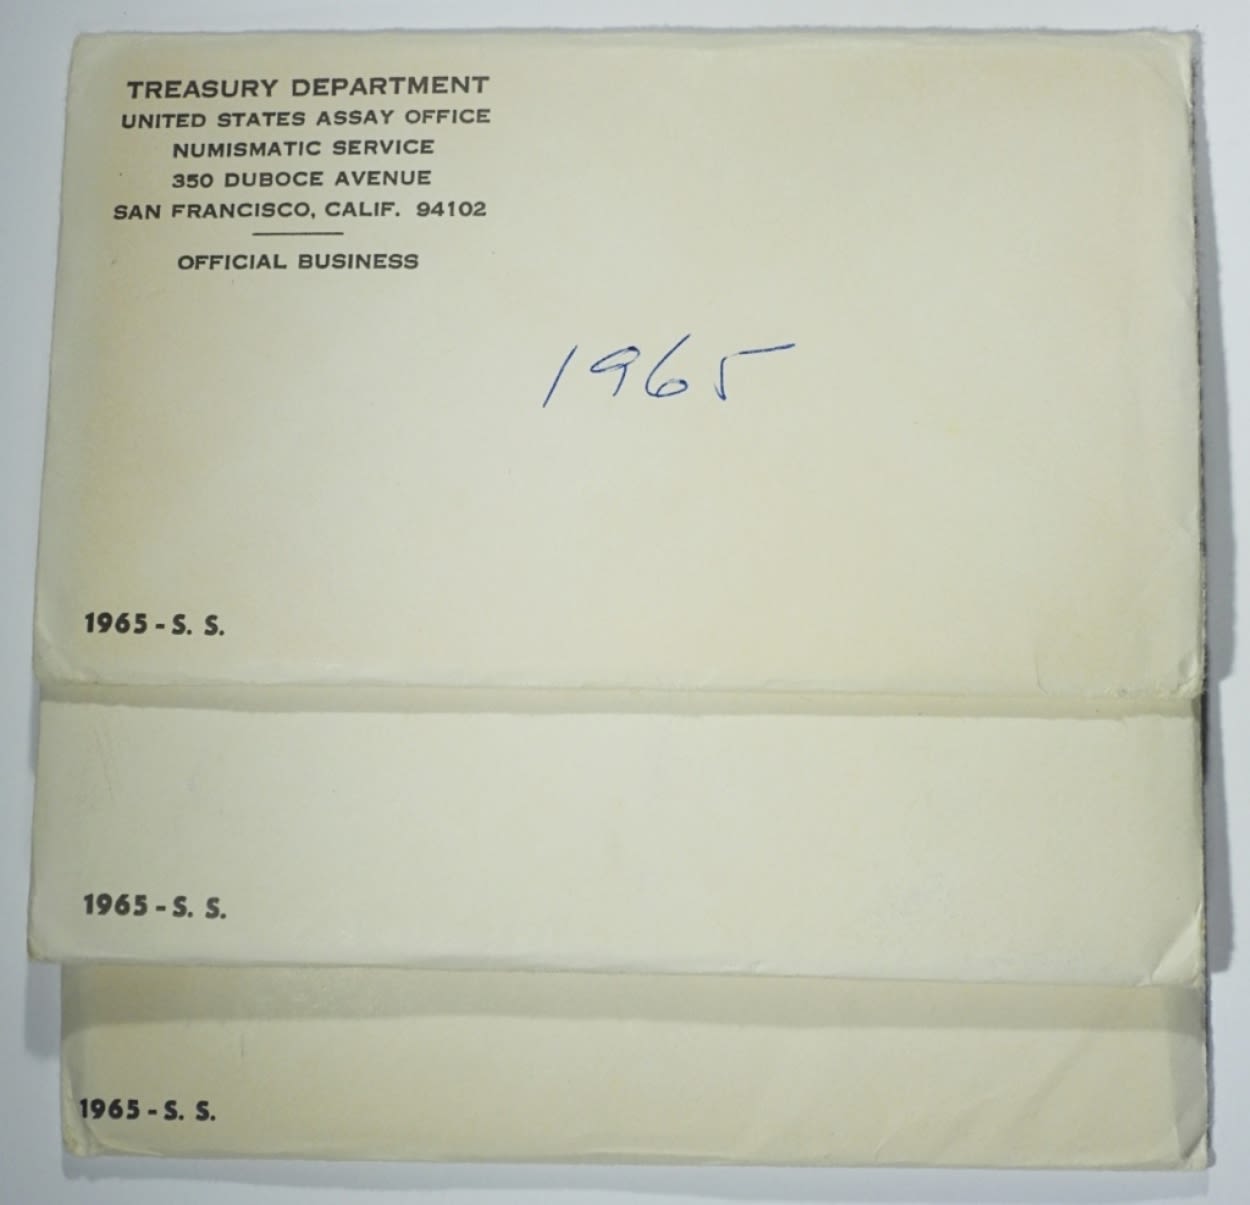 TREASURY DEPARTMENT
UNITED STATES ASSAY OFFICE
NUMISMATIC SERVICE
350 DUBOCE AVENUE
SAN FRANCISCO, CALIF. 94102
OFFICIAL BUSINESS
1965
1965 - S. S.
1965 - S. S.
1965 - S. S.